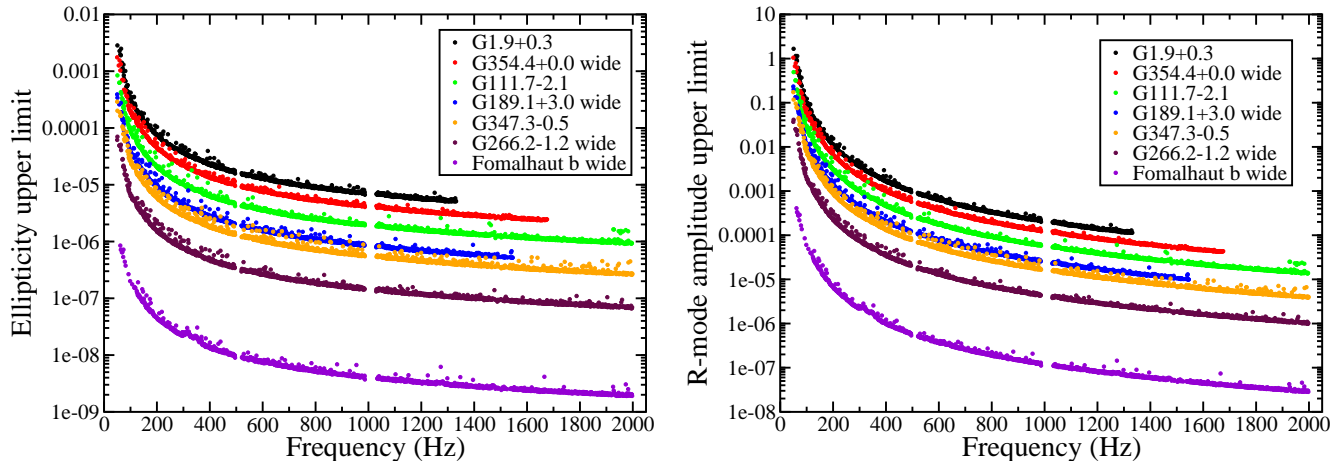 Ellipticity upper limit
0.01
0.001
0.0001
1e-05
1e-06
1e-07
1e-08
1e-09
0 200 400 600 800 1000 1200 1400 1600 1800 2000
Frequency (Hz)
G1.9+0.3
G354.4+0.0 wide
G111.7-2.1
G189.1+3.0 wide
G347.3-0.5
G266.2-1.2 wide
Fomalhaut b wide
R-mode amplitude upper limit
10
1
0.1
0.01
0.001
0.0001
1e-05
1e-06
1e-07
1e-08
0 200 400 600 800 1000 1200 1400 1600 1800 2000
Frequency (Hz)
G1.9+0.3
G354.4+0.0 wide
G111.7-2.1
G189.1+3.0 wide
G347.3-0.5
G266.2-1.2 wide
Fomalhaut b wide